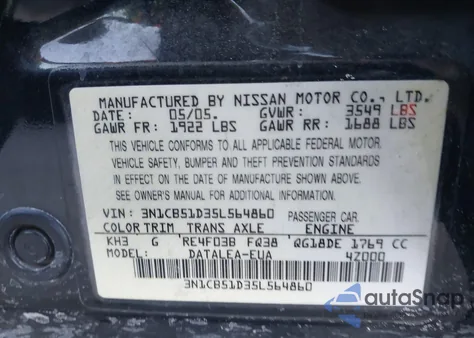 MANUFACTURED BY NISSAN MOTOR CO., LTD.
DATE: 05/05. GVWR: 3549 LBS
GAWR FR: 1922 LBS GAWR RR: 1688 LBS
THIS VEHICLE CONFORMS TO ALL APPLICABLE FEDERAL MOTOR
VEHICLE SAFETY, BUMPER AND THEFT PREVENTION STANDARDS
IN EFFECT ON THE DATE OF MANUFACTURE SHOWN ABOVE.
SEE OWNER'S MANUAL FOR ADDITIONAL INFORMATION.
VIN: 3N1CB51D35L564860 PASSENGER CAR
COLOR TRIM TRANS AXLE ENGINE
KH3 G RE4F03B FQ38 QG18DE 1769 CC
MODEL: DATALEA-EUA 4Z000
3N1CB51D35L564860
autoSnap